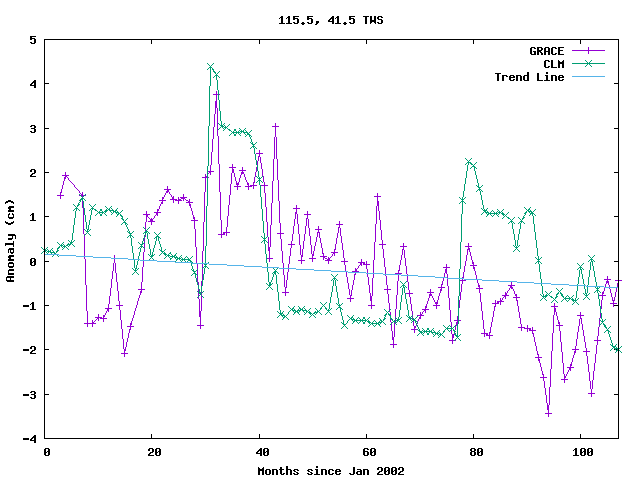 115.5, 41.5 TWS
GRACE
CLM
Trend Line
5
4
3
2
1
0
-1
-2
-3
-4
Anomaly (cm)
0 20 40 60 80 100
Months since Jan 2002